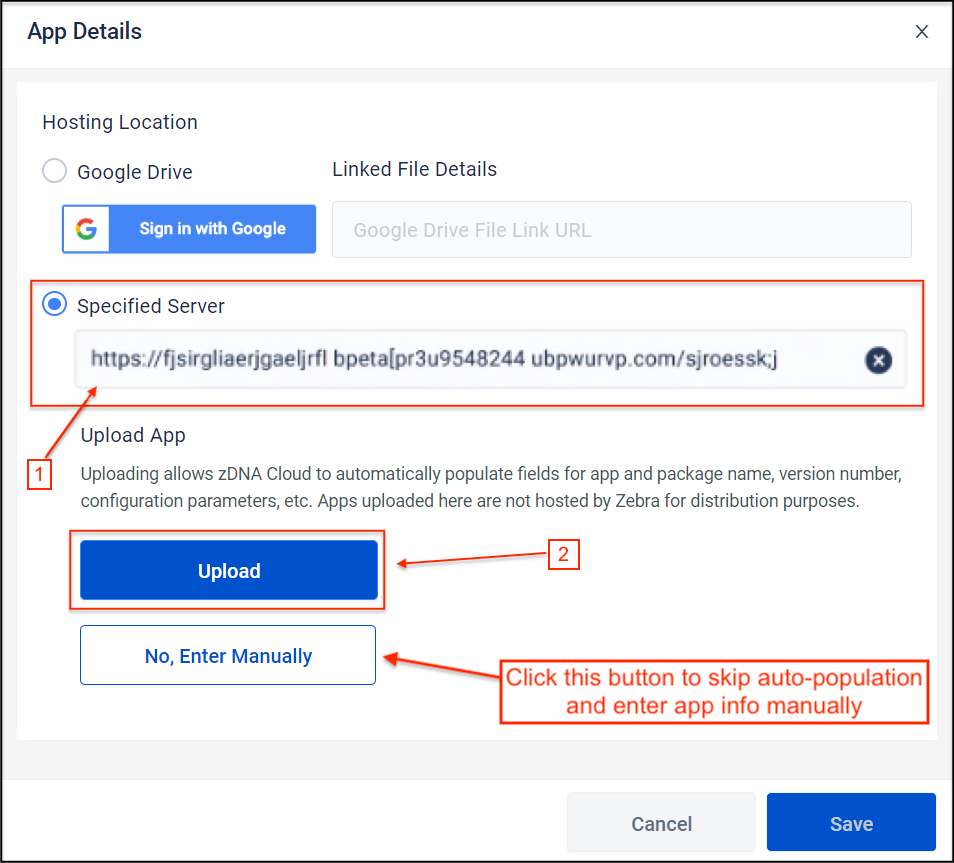 App Details
Hosting Location
Google Drive
Linked File Details
Sign in with Google
Google Drive File Link URL
Specified Server
https://fjsirgliaerjgaeljrfl bpeta[pr3u9548244 ubpwurvp.com/sjroessk;j
1
Upload App
Uploading allows zDNA Cloud to automatically populate fields for app and package name, version number,
configuration parameters, etc. Apps uploaded here are not hosted by Zebra for distribution purposes.
Upload
2
No, Enter Manually
Click this button to skip auto-population
and enter app info manually
Cancel
Save